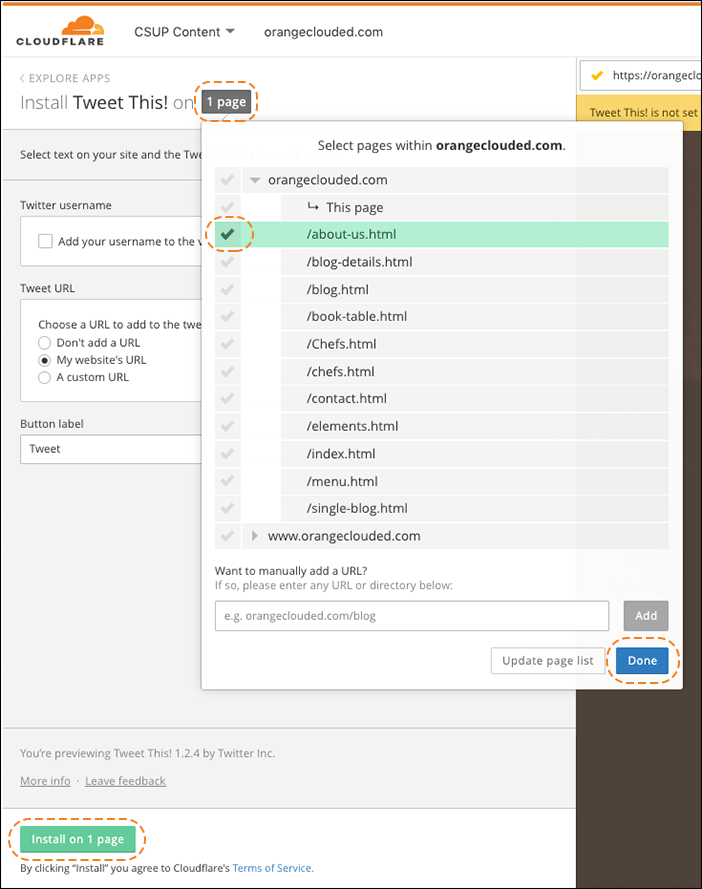 CLOUDFLARE
CSUP Content
orangeclouded.com
EXPLORE APPS
Install Tweet This! on 1 page
https://orangeclo
Tweet This! is not set
Select text on your site and the Twe
Select pages within orangeclouded.com.
orangeclouded.com
↳ This page
/about-us.html
/blog-details.html
/blog.html
/book-table.html
/Chefs.html
/chefs.html
/contact.html
/elements.html
/index.html
/menu.html
/single-blog.html
www.orangeclouded.com
Want to manually add a URL?
If so, please enter any URL or directory below:
e.g. orangeclouded.com/blog
Add
Update page list
Done
Twitter username
Add your username to the v
Tweet URL
Choose a URL to add to the twe
Don't add a URL
My website's URL
A custom URL
Button label
Tweet
You're previewing Tweet This! 1.2.4 by Twitter Inc.
More info · Leave feedback
Install on 1 page
By clicking “Install” you agree to Cloudflare's Terms of Service.